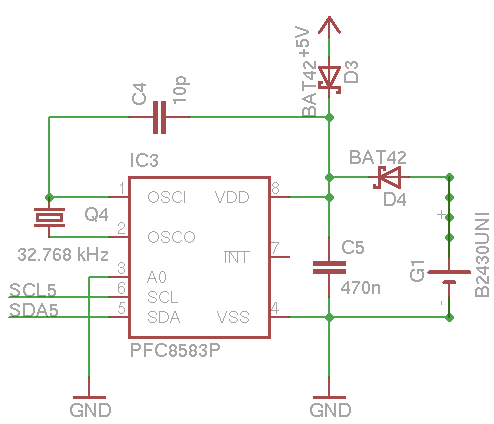 +5V
BAT42
D3
C4
10p
IC3
BAT42
D4
1 OSCI VDD 8
Q4
2 OSCO
32.768 kHz
INT 7
C5
470n
3 A0
SCL5
6 SCL
SDA5
5 SDA VSS 4
+
G1
-
B2430UNI
PFC8583P
GND
GND